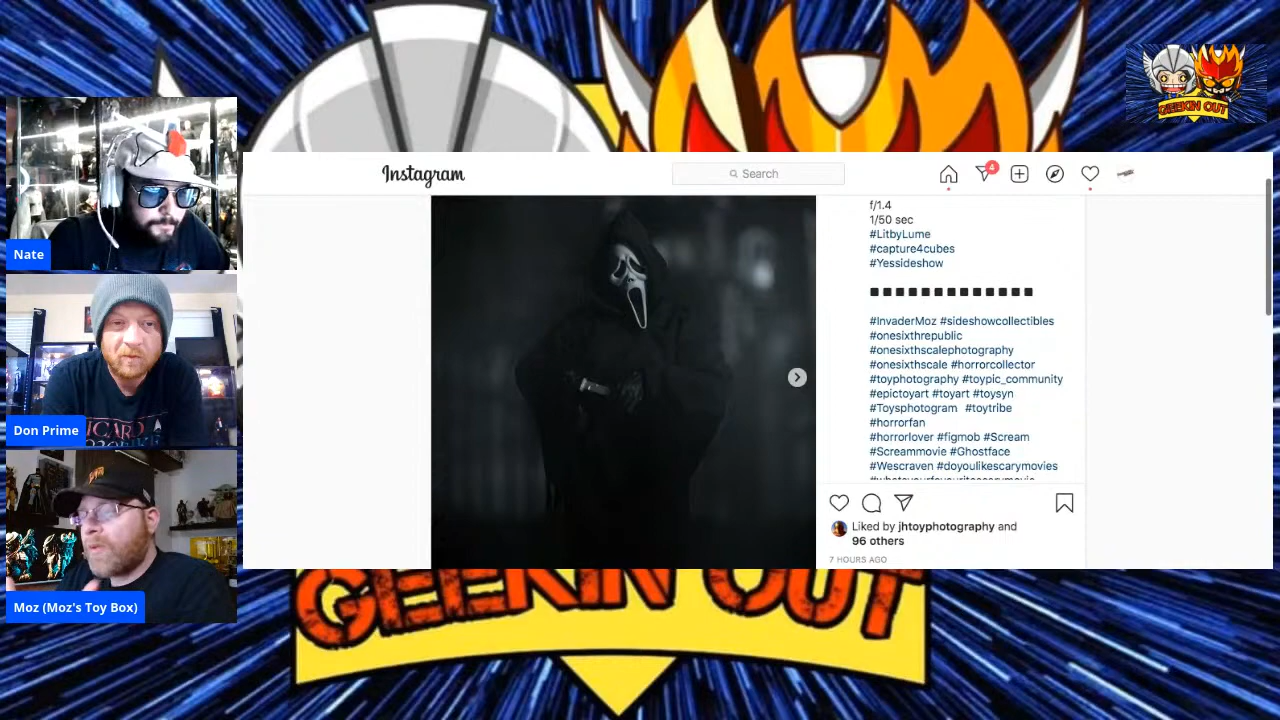 GEEKIN OUT
Instagram
Search
4
f/1.4
1/50 sec
#LitbyLume
#capture4cubes
#Yessideshow
#InvaderMoz #sideshowcollectibles
#onesixthrepublic
#onesixthscalephotography
#onesixthscale #horrorcollector
#toyphotography #toypic_community
#epictoyart #toyart #toysyn
#Toysphotogram #toytribe
#horrorfan
#horrorlover #figmob #Scream
#Screammovie #Ghostface
#Wescraven #doyoulikescarymovies
#whatsyourfavouritescarymovie
Liked by jhtoyphotography and
96 others
7 HOURS AGO
Nate
Don Prime
Moz (Moz's Toy Box)
GEEKIN OUT